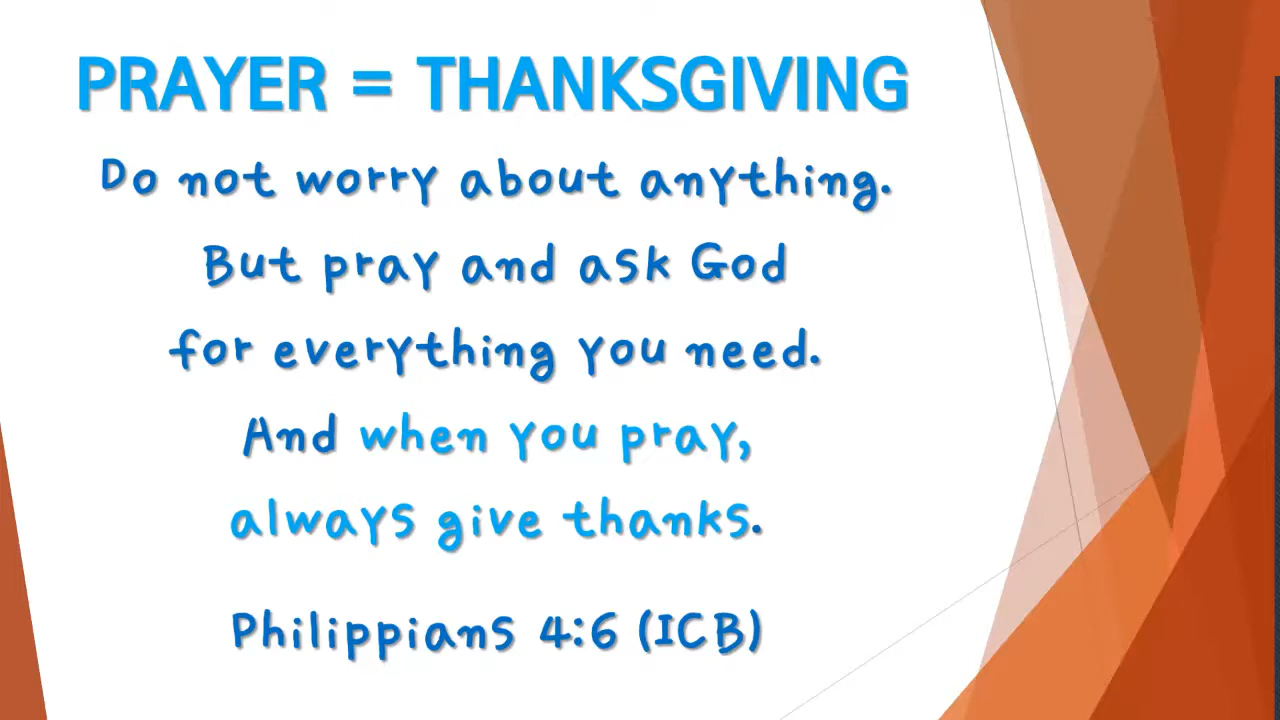 PRAYER = THANKSGIVING
Do not worry about anything.
But pray and ask God
for everything you need.
And when you pray,
always give thanks.
Philippians 4:6 (ICB)